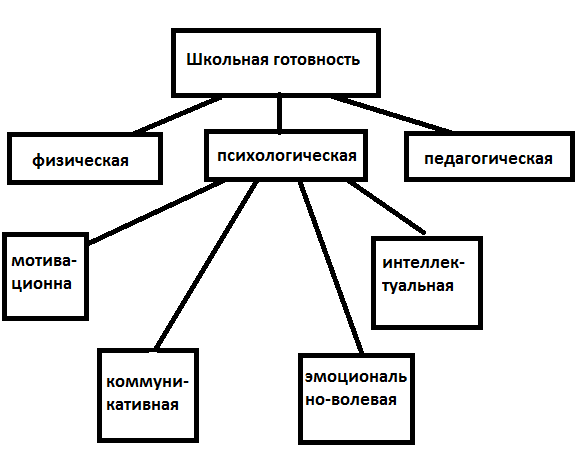 Школьная готовность
физическая
психологическая
педагогическая
мотива-
ционна
интеллек-
туальная
коммуни-
кативная
эмоциональ
но-волевая